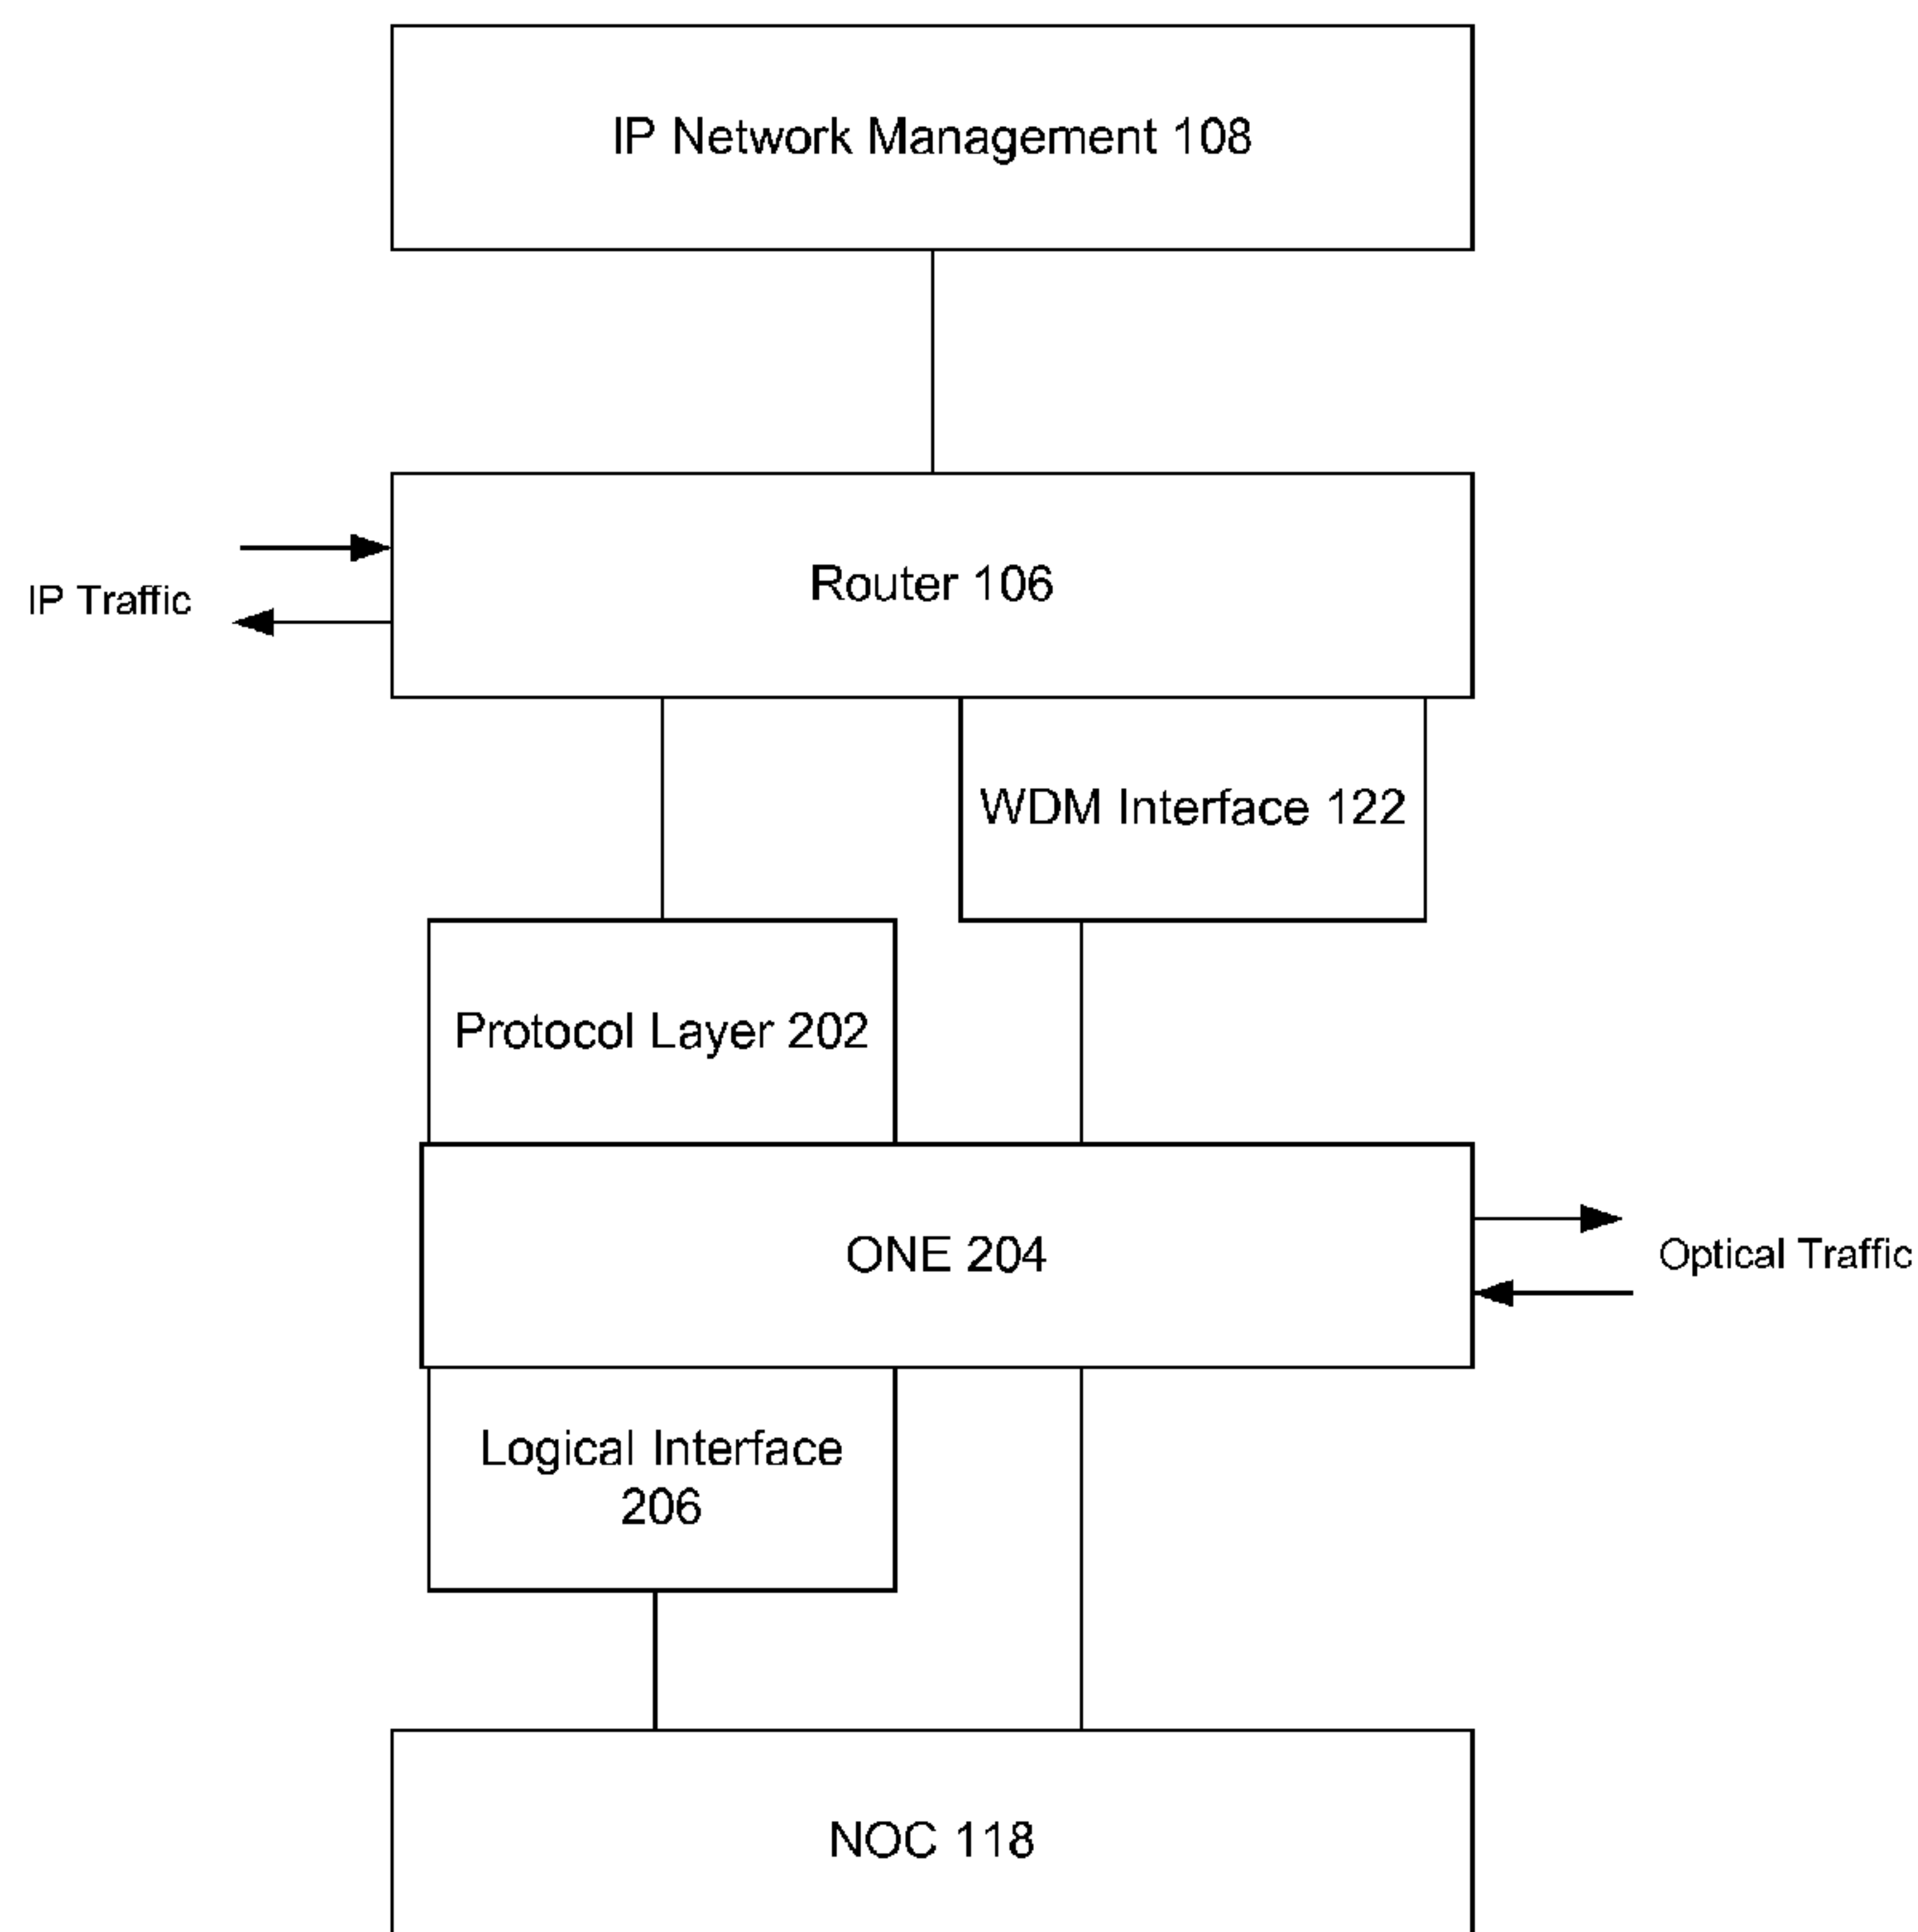 IP Network Management 108
Router 106
IP Traffic
WDM Interface 122
Protocol Layer 202
ONE 204
Optical Traffic
Logical Interface
206
NOC 118